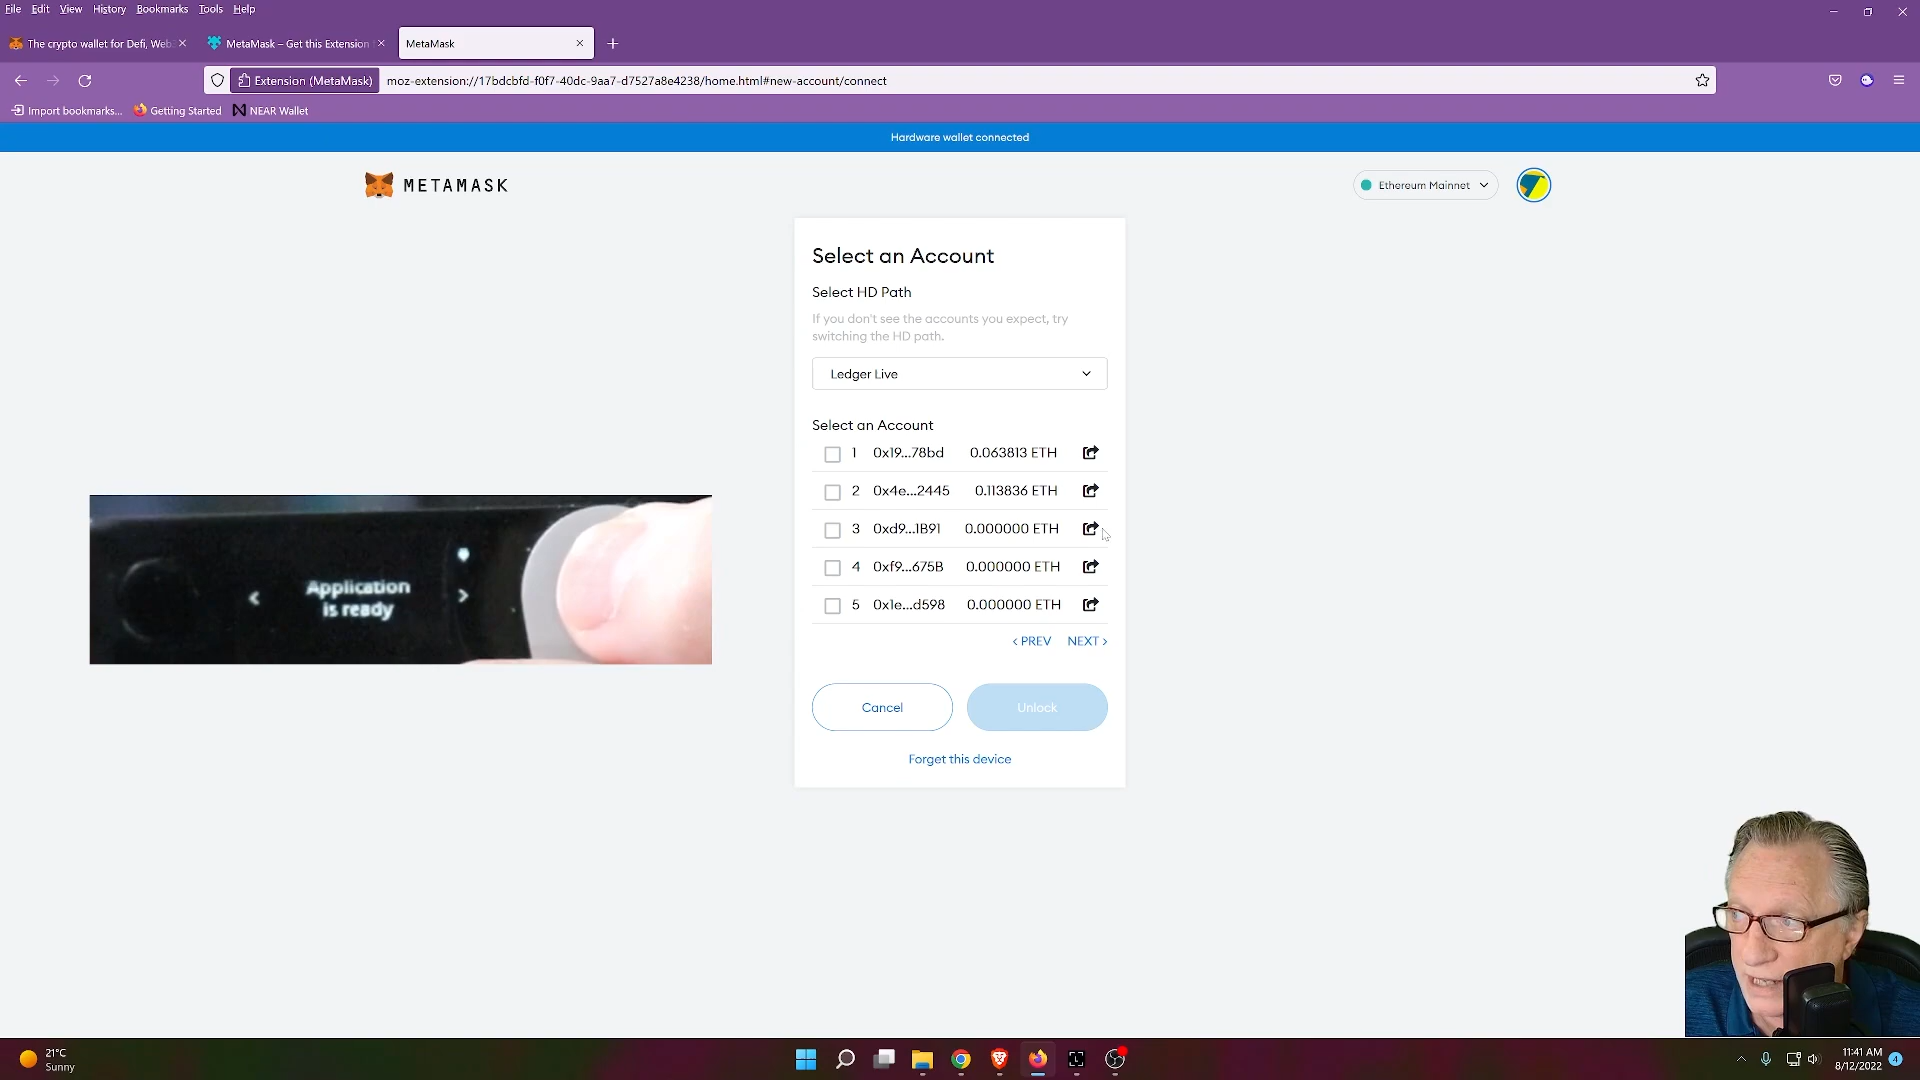 File Edit View History Bookmarks Tools Help
The crypto wallet for Defi, Web3
MetaMask – Get this Extension
MetaMask
Extension (MetaMask)
moz-extension://17bdcbfd-f0f7-40dc-9aa7-d7527a8e4238/home.html#new-account/connect
Import bookmarks...
Getting Started
NEAR Wallet
Hardware wallet connected
METAMASK
Ethereum Mainnet
Select an Account
Select HD Path
If you don't see the accounts you expect, try
switching the HD path.
Ledger Live
Select an Account
1 0x19...78bd 0.063813 ETH
2 0x4e...2445 0.113836 ETH
3 0xd9...1B91 0.000000 ETH
4 0xf9...675B 0.000000 ETH
5 0x1e...d598 0.000000 ETH
< PREV NEXT >
Cancel
Unlock
Forget this device
Application
is ready
21°C
Sunny
11:41 AM
8/12/2022
4